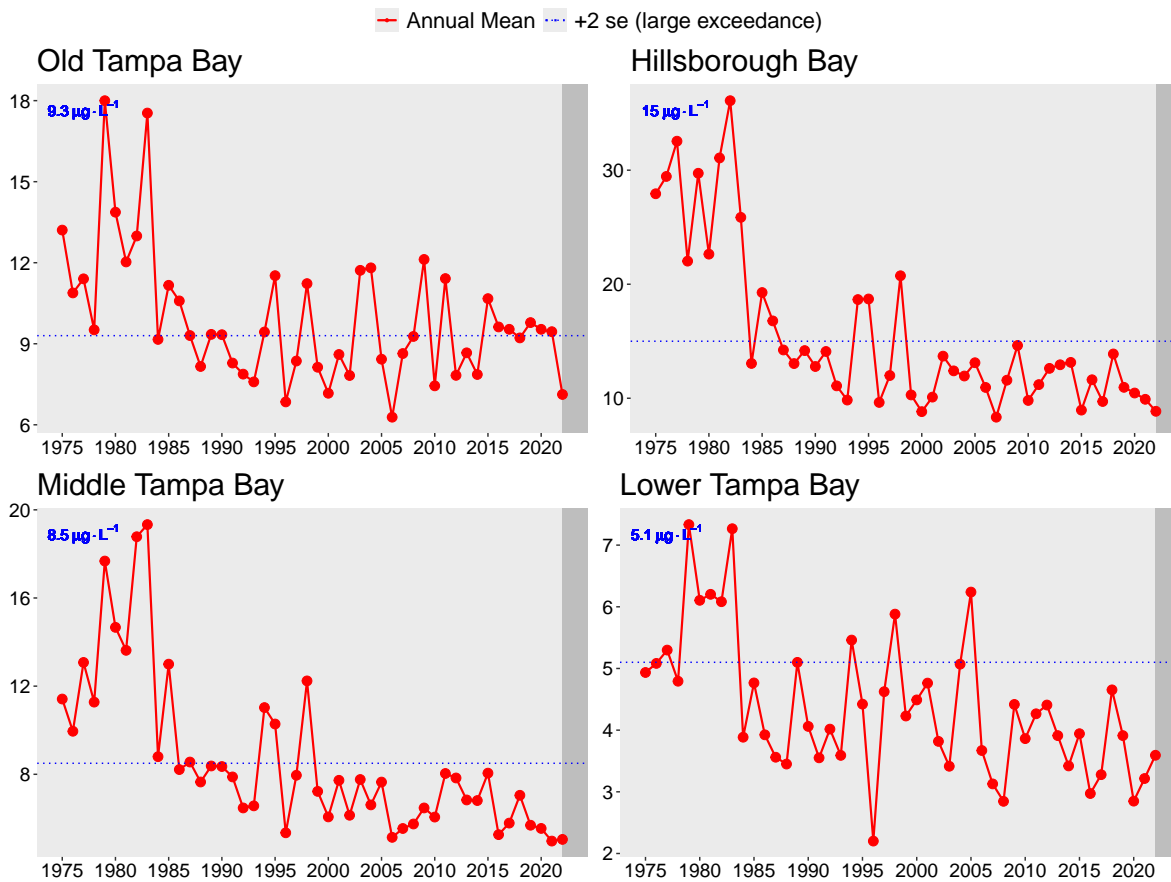 Annual Mean +2 se (large exceedance)
Old Tampa Bay
9.3 μg·L⁻¹
18
15
12
9
6
1975 1980 1985 1990 1995 2000 2005 2010 2015 2020
Hillsborough Bay
15 μg·L⁻¹
30
20
10
1975 1980 1985 1990 1995 2000 2005 2010 2015 2020
Middle Tampa Bay
8.5 μg·L⁻¹
20
16
12
8
1975 1980 1985 1990 1995 2000 2005 2010 2015 2020
Lower Tampa Bay
5.1 μg·L⁻¹
7
6
5
4
3
2
1975 1980 1985 1990 1995 2000 2005 2010 2015 2020